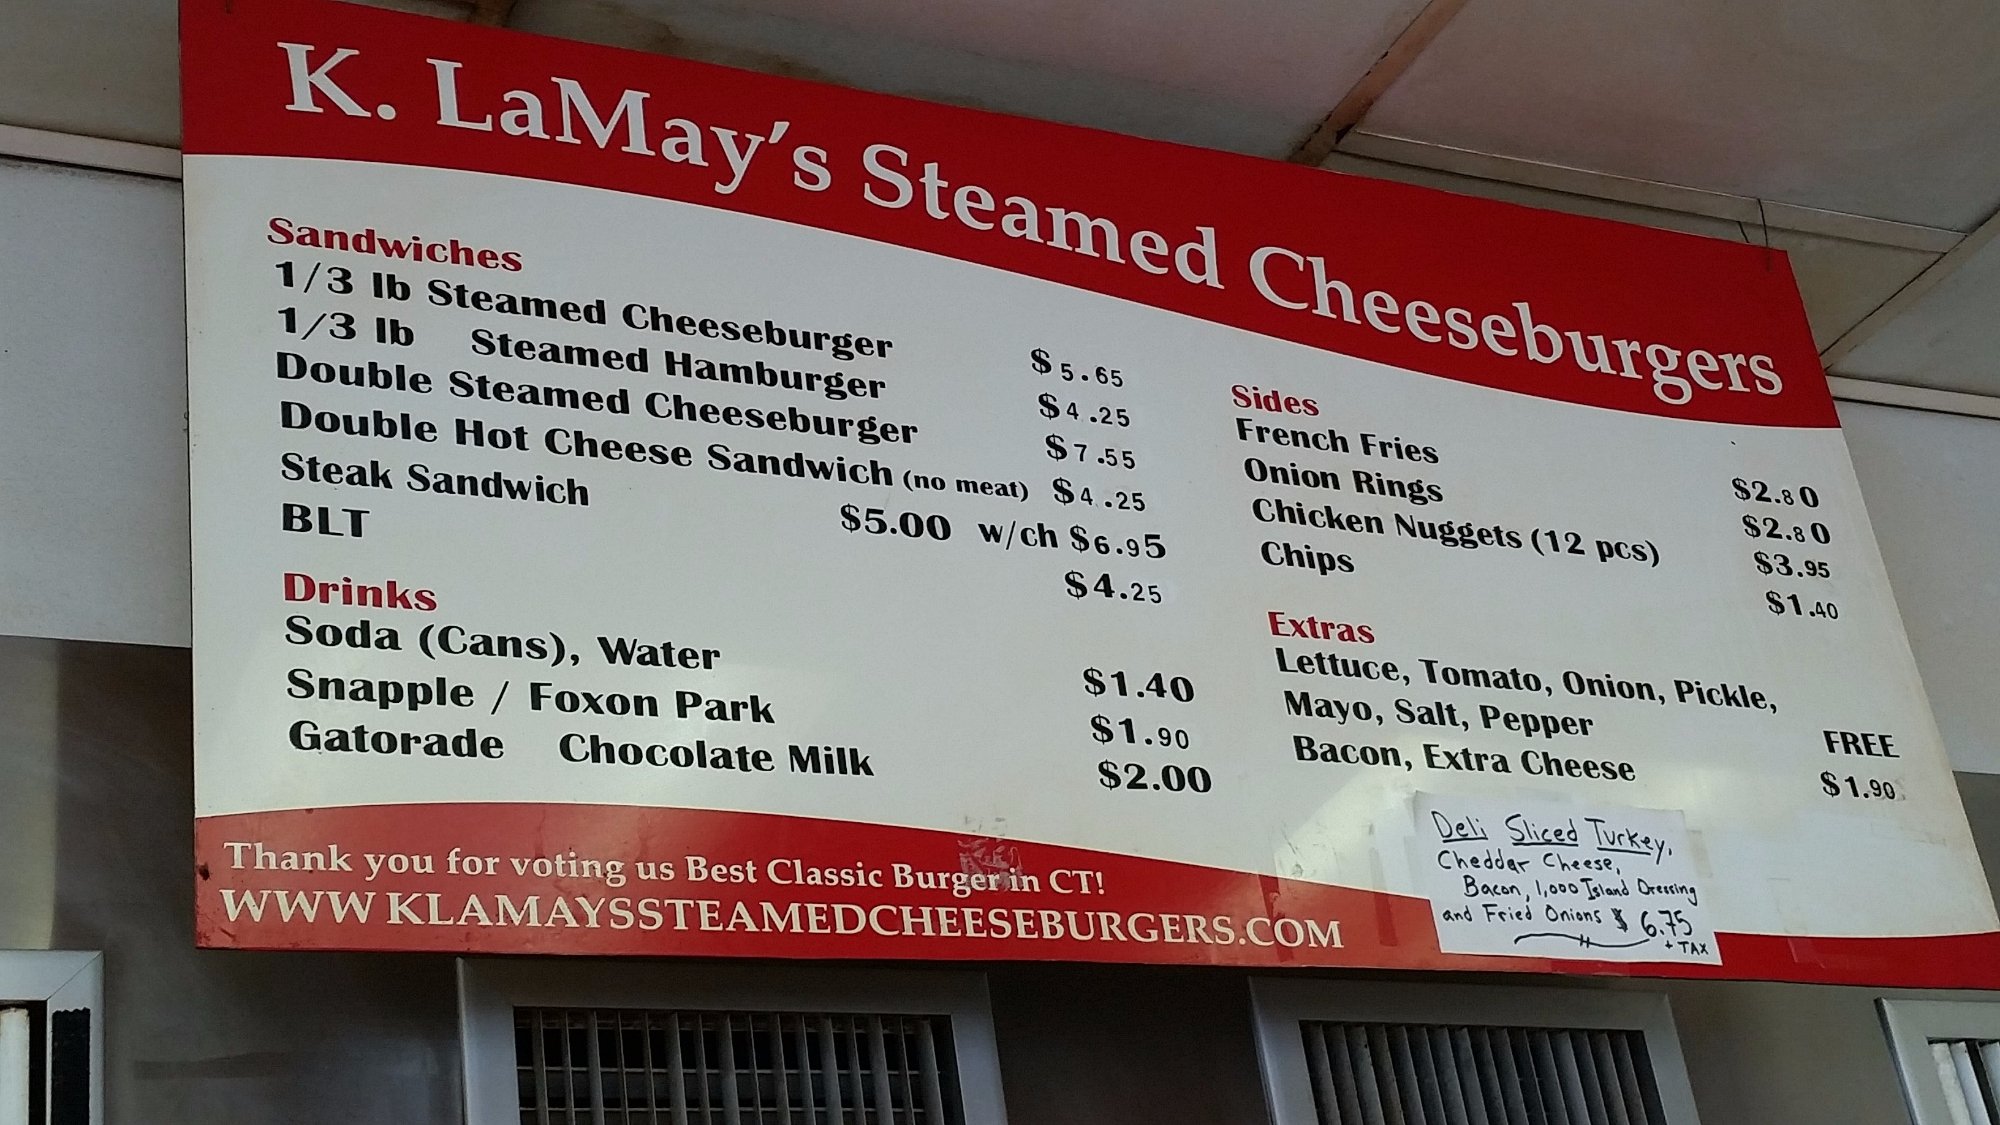 K. LaMay's Steamed Cheeseburgers
Sandwiches
1/3 lb Steamed Cheeseburger $5.65
1/3 lb Steamed Hamburger $4.25
Double Steamed Cheeseburger $7.55
Double Hot Cheese Sandwich (no meat) $4.25
Steak Sandwich $5.00 w/ch $6.95
BLT $4.25
Drinks
Soda (Cans), Water $1.40
Snapple / Foxon Park $1.90
Gatorade Chocolate Milk $2.00
Sides
French Fries $2.80
Onion Rings $2.80
Chicken Nuggets (12 pcs) $3.95
Chips $1.40
Extras
Lettuce, Tomato, Onion, Pickle,
Mayo, Salt, Pepper FREE
Bacon, Extra Cheese $1.90
Deli Sliced Turkey,
Cheddar Cheese,
Bacon, 1,000 Island Dressing
and Fried Onions $6.75
+ TAX
Thank you for voting us Best Classic Burger in CT!
WWW KLAMAYSSTEAMEDCHEESEBURGERS.COM